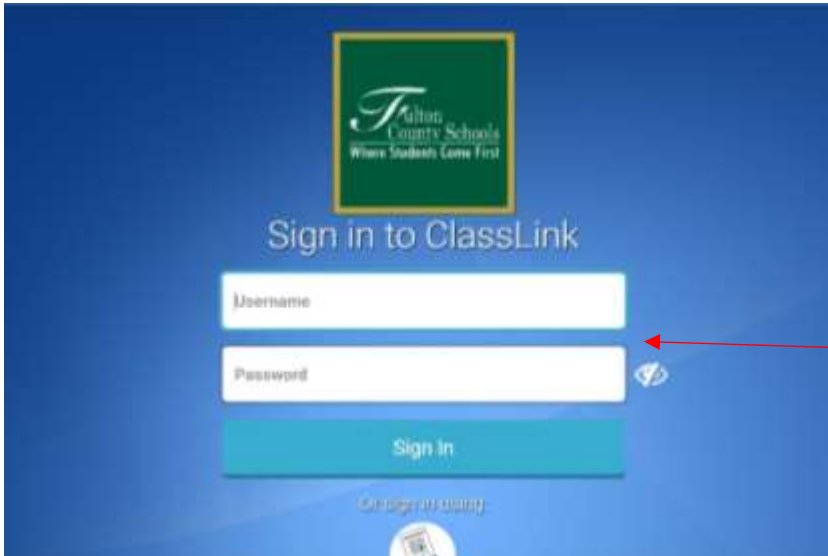 Fulton
County Schools
Where Students Come First
Sign in to ClassLink
Username
Password
Sign In
Or sign in using: